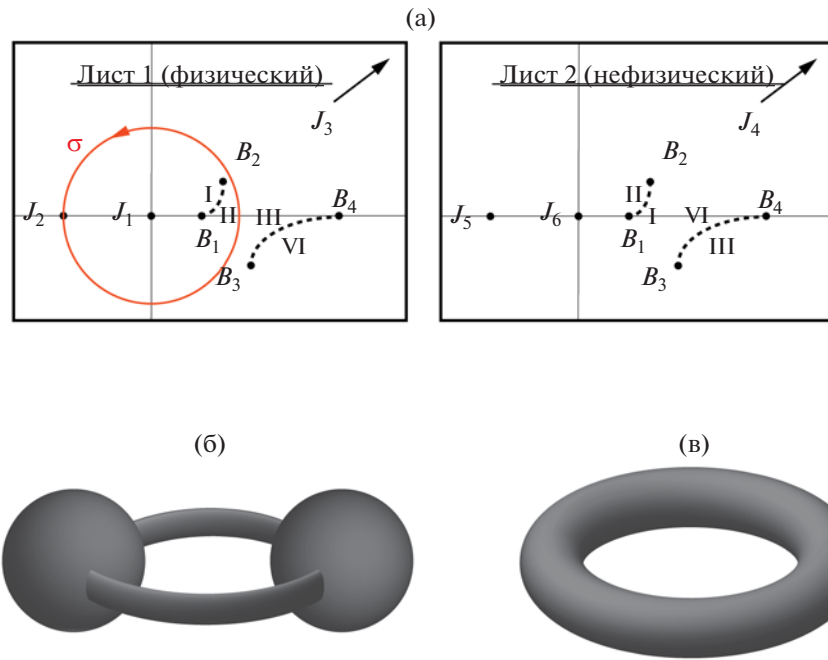 (а)
Лист 1 (физический)
Лист 2 (нефизический)
J3
J4
σ
B2
B2
I
II
J2
J1
II
III
B4
J5
J6
I
VI
B4
B1
VI
B1
III
B3
B3
(б)
(в)